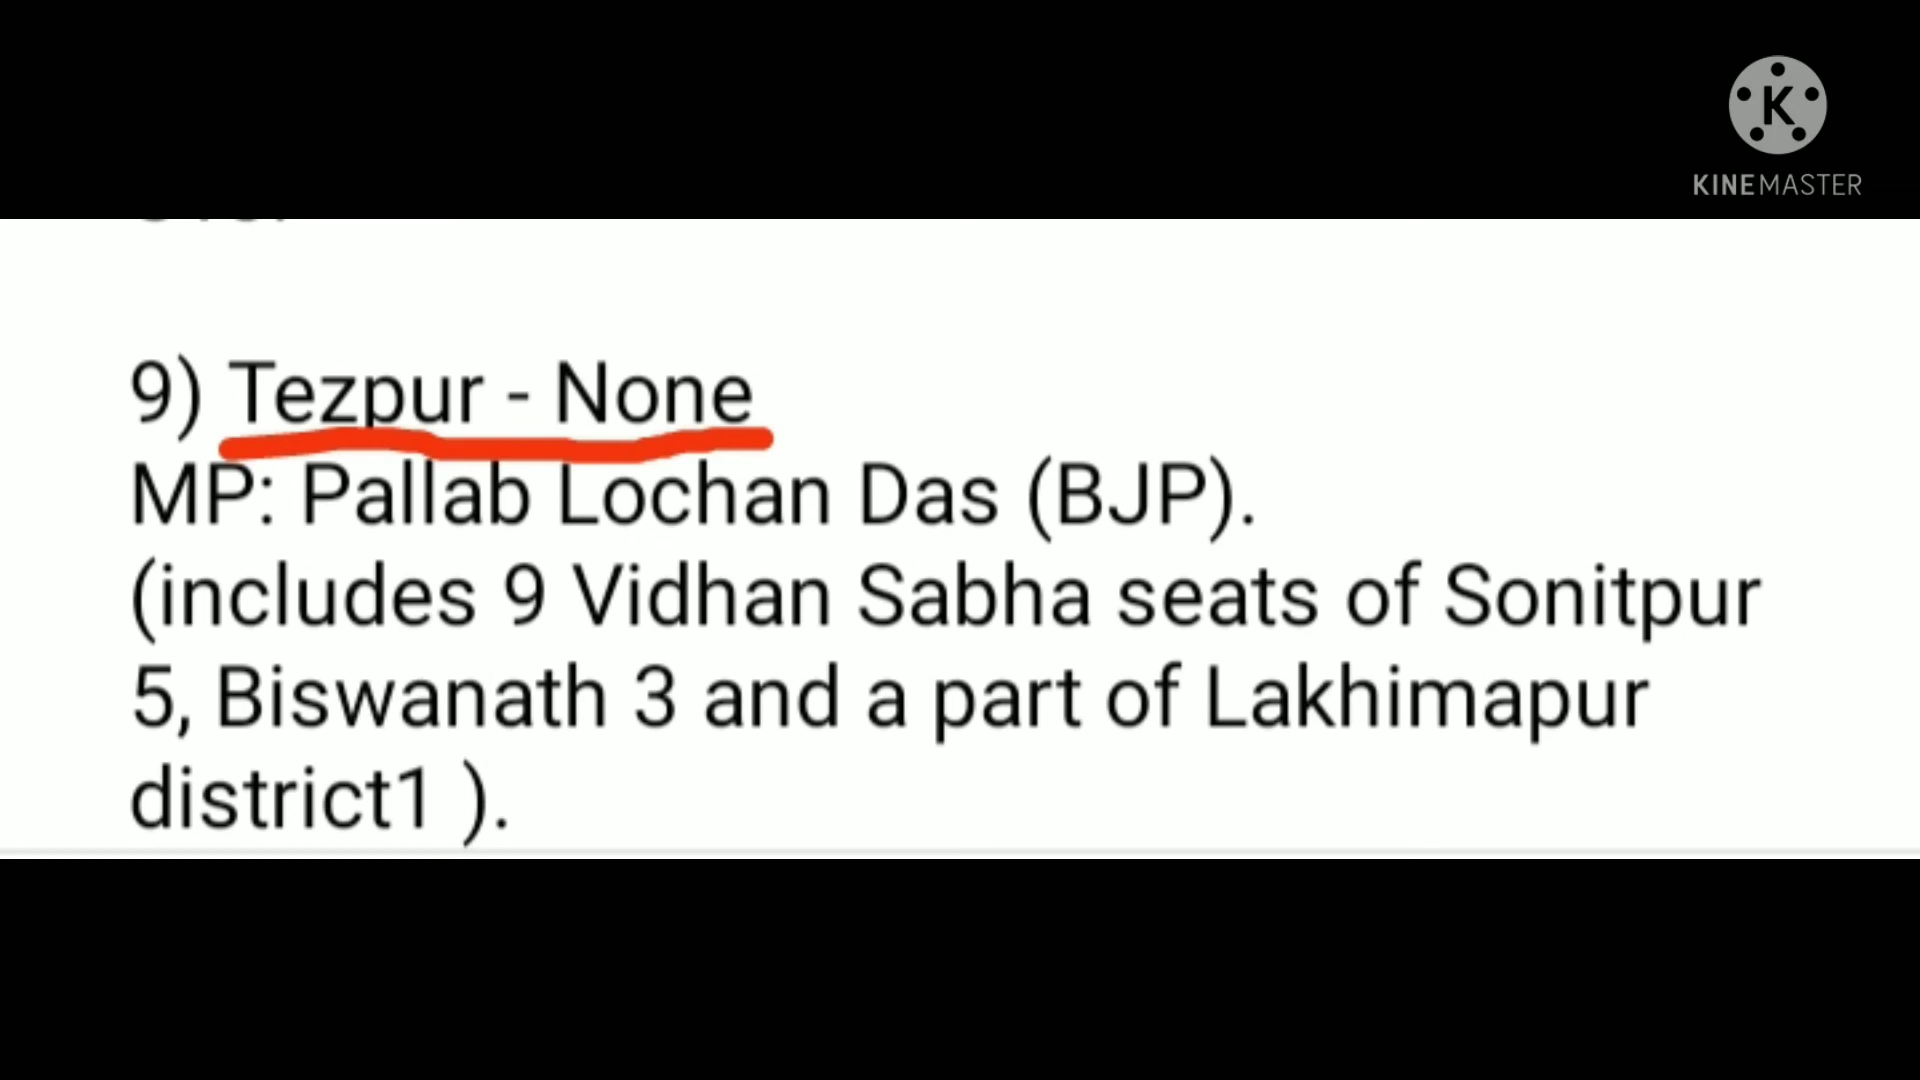 K
KINEMASTER
9) Tezpur - None
MP: Pallab Lochan Das (BJP).
(includes 9 Vidhan Sabha seats of Sonitpur
5, Biswanath 3 and a part of Lakhimapur
district1 ).